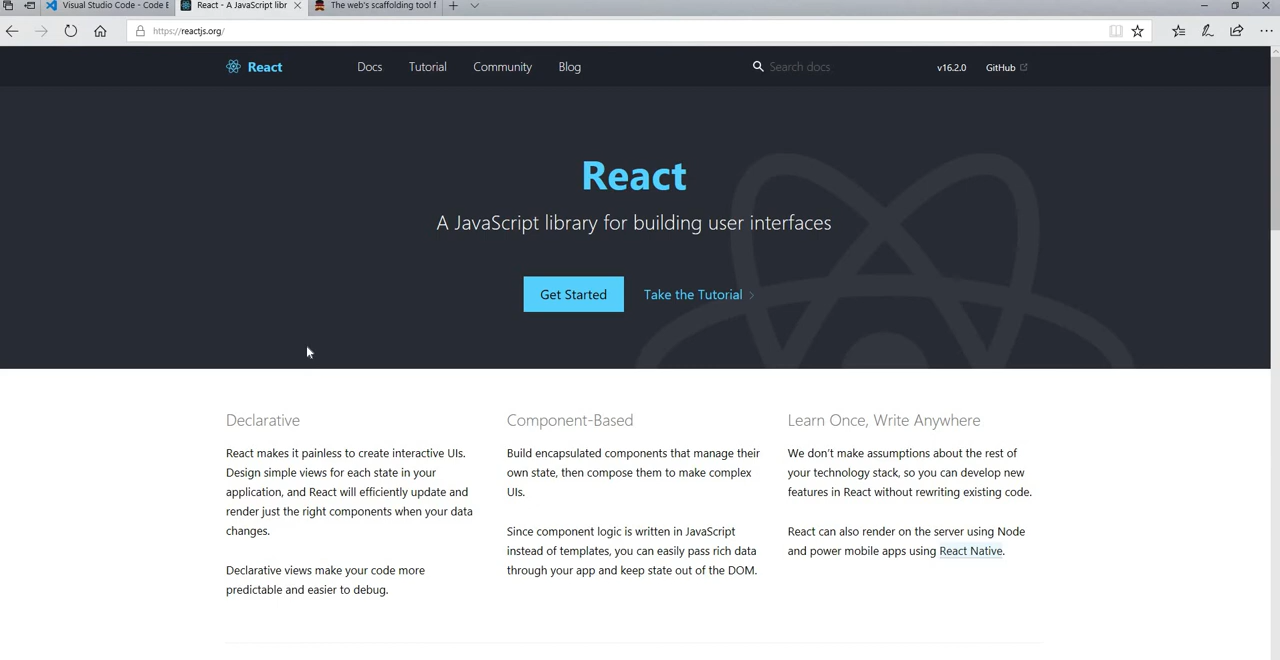 Visual Studio Code - Code E
React - A JavaScript libr
The web's scaffolding tool f
https://reactjs.org/
React
Docs
Tutorial
Community
Blog
Search docs
v16.2.0
GitHub
React
A JavaScript library for building user interfaces
Get Started
Take the Tutorial
Declarative
React makes it painless to create interactive UIs.
Design simple views for each state in your
application, and React will efficiently update and
render just the right components when your data
changes.
Declarative views make your code more
predictable and easier to debug.
Component-Based
Build encapsulated components that manage their
own state, then compose them to make complex
UIs.
Since component logic is written in JavaScript
instead of templates, you can easily pass rich data
through your app and keep state out of the DOM.
Learn Once, Write Anywhere
We don't make assumptions about the rest of
your technology stack, so you can develop new
features in React without rewriting existing code.
React can also render on the server using Node
and power mobile apps using React Native.